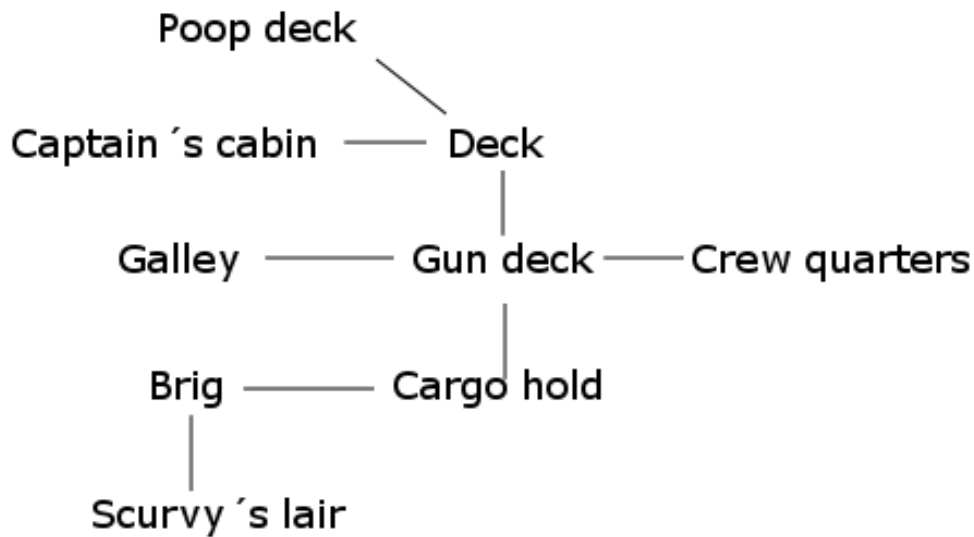 Poop deck
Captain ´s cabin Deck
Galley Gun deck Crew quarters
Brig Cargo hold
Scurvy ´s lair